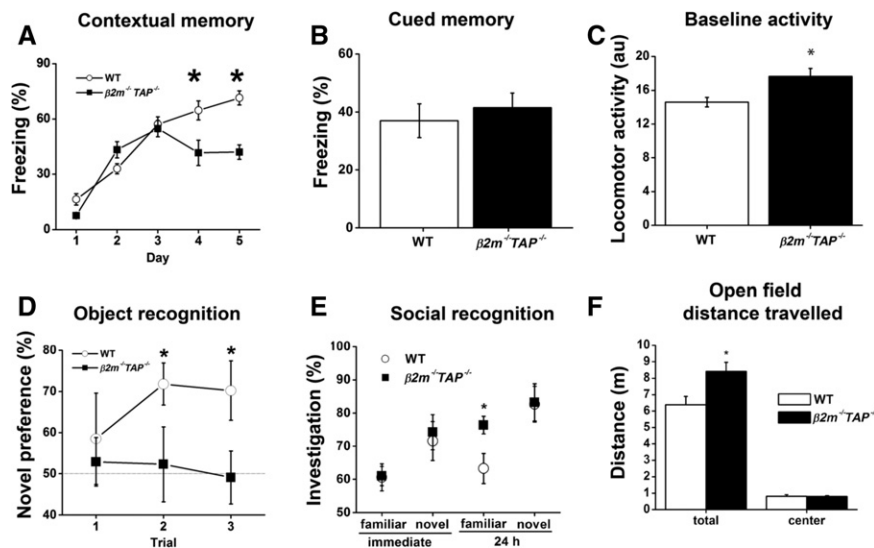 A
Contextual memory
WT
β2m⁻/⁻TAP⁻/⁻
* *
Freezing (%)
90
60
30
0
1 2 3 4 5
Day
B
Cued memory
Freezing (%)
60
40
20
0
WT β2m⁻/⁻TAP⁻/⁻
C
Baseline activity
*
Locomotor activity (au)
20
16
12
8
4
0
WT β2m⁻/⁻TAP⁻/⁻
D
Object recognition
WT
β2m⁻/⁻TAP⁻/⁻
* *
Novel preference (%)
80
70
60
50
40
1 2 3
Trial
E
Social recognition
WT
β2m⁻/⁻TAP⁻/⁻
*
Investigation (%)
100
90
80
70
60
50
familiar novel familiar novel
immediate 24 h
F
Open field
distance travelled
*
WT
β2m⁻/⁻TAP⁻/⁻
Distance (m)
10
9
8
7
6
5
4
3
2
1
0
total center